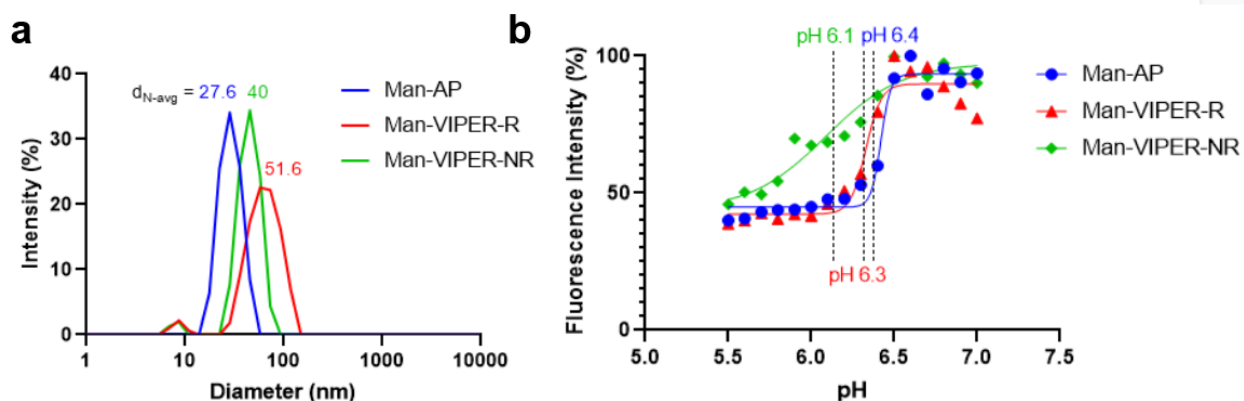 a
40
30
20
10
0
Intensity (%)
d_N-avg = 27.6 40
51.6
Man-AP
Man-VIPER-R
Man-VIPER-NR
1 10 100 1000 10000
Diameter (nm)
b
pH 6.1 pH 6.4
100
50
0
Fluorescence Intensity (%)
pH 6.3
Man-AP
Man-VIPER-R
Man-VIPER-NR
5.0 5.5 6.0 6.5 7.0 7.5
pH